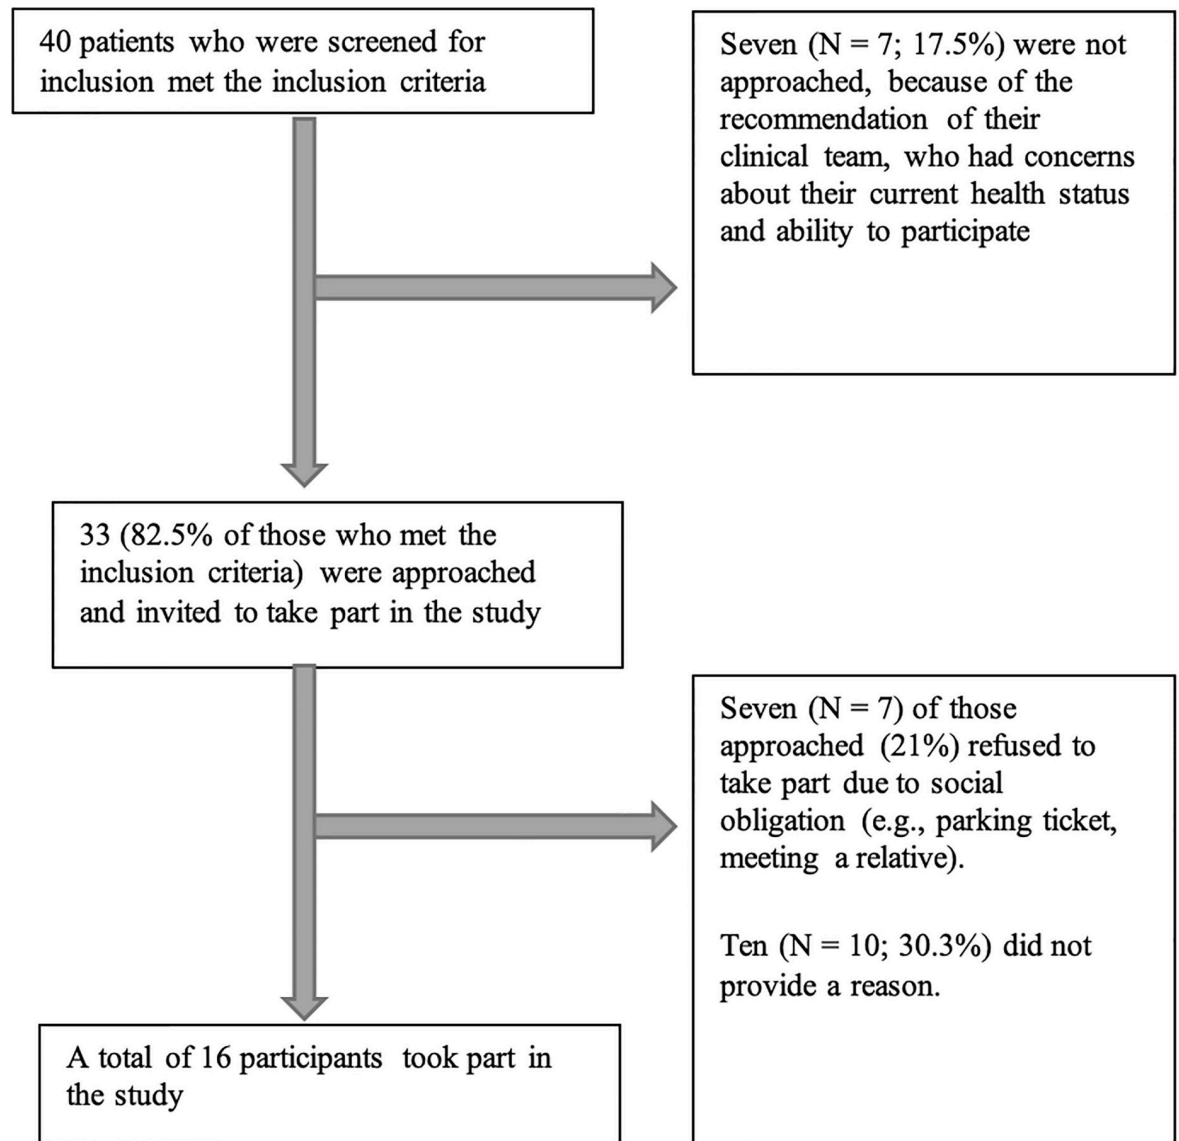 40 patients who were screened for
inclusion met the inclusion criteria
Seven (N = 7; 17.5%) were not
approached, because of the
recommendation of their
clinical team, who had concerns
about their current health status
and ability to participate
33 (82.5% of those who met the
inclusion criteria) were approached
and invited to take part in the study
Seven (N = 7) of those
approached (21%) refused to
take part due to social
obligation (e.g., parking ticket,
meeting a relative).
Ten (N = 10; 30.3%) did not
provide a reason.
A total of 16 participants took part in
the study